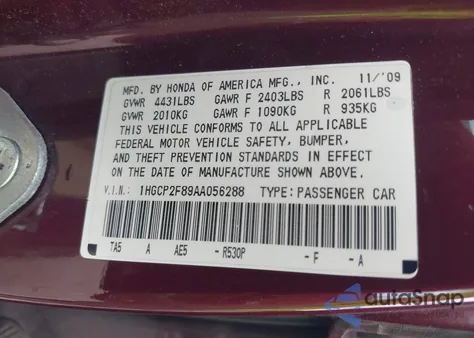 MFD. BY HONDA OF AMERICA MFG., INC. 11/'09
GVWR 4431LBS GAWR F 2403LBS R 2061LBS
GVWR 2010KG GAWR F 1090KG R 935KG
THIS VEHICLE CONFORMS TO ALL APPLICABLE
FEDERAL MOTOR VEHICLE SAFETY, BUMPER,
AND THEFT PREVENTION STANDARDS IN EFFECT
ON THE DATE OF MANUFACTURE SHOWN ABOVE.
V.I.N.: 1HGCP2F89AA056288 TYPE: PASSENGER CAR
TA5 A AE5 - R530P - F - A
autoSnap